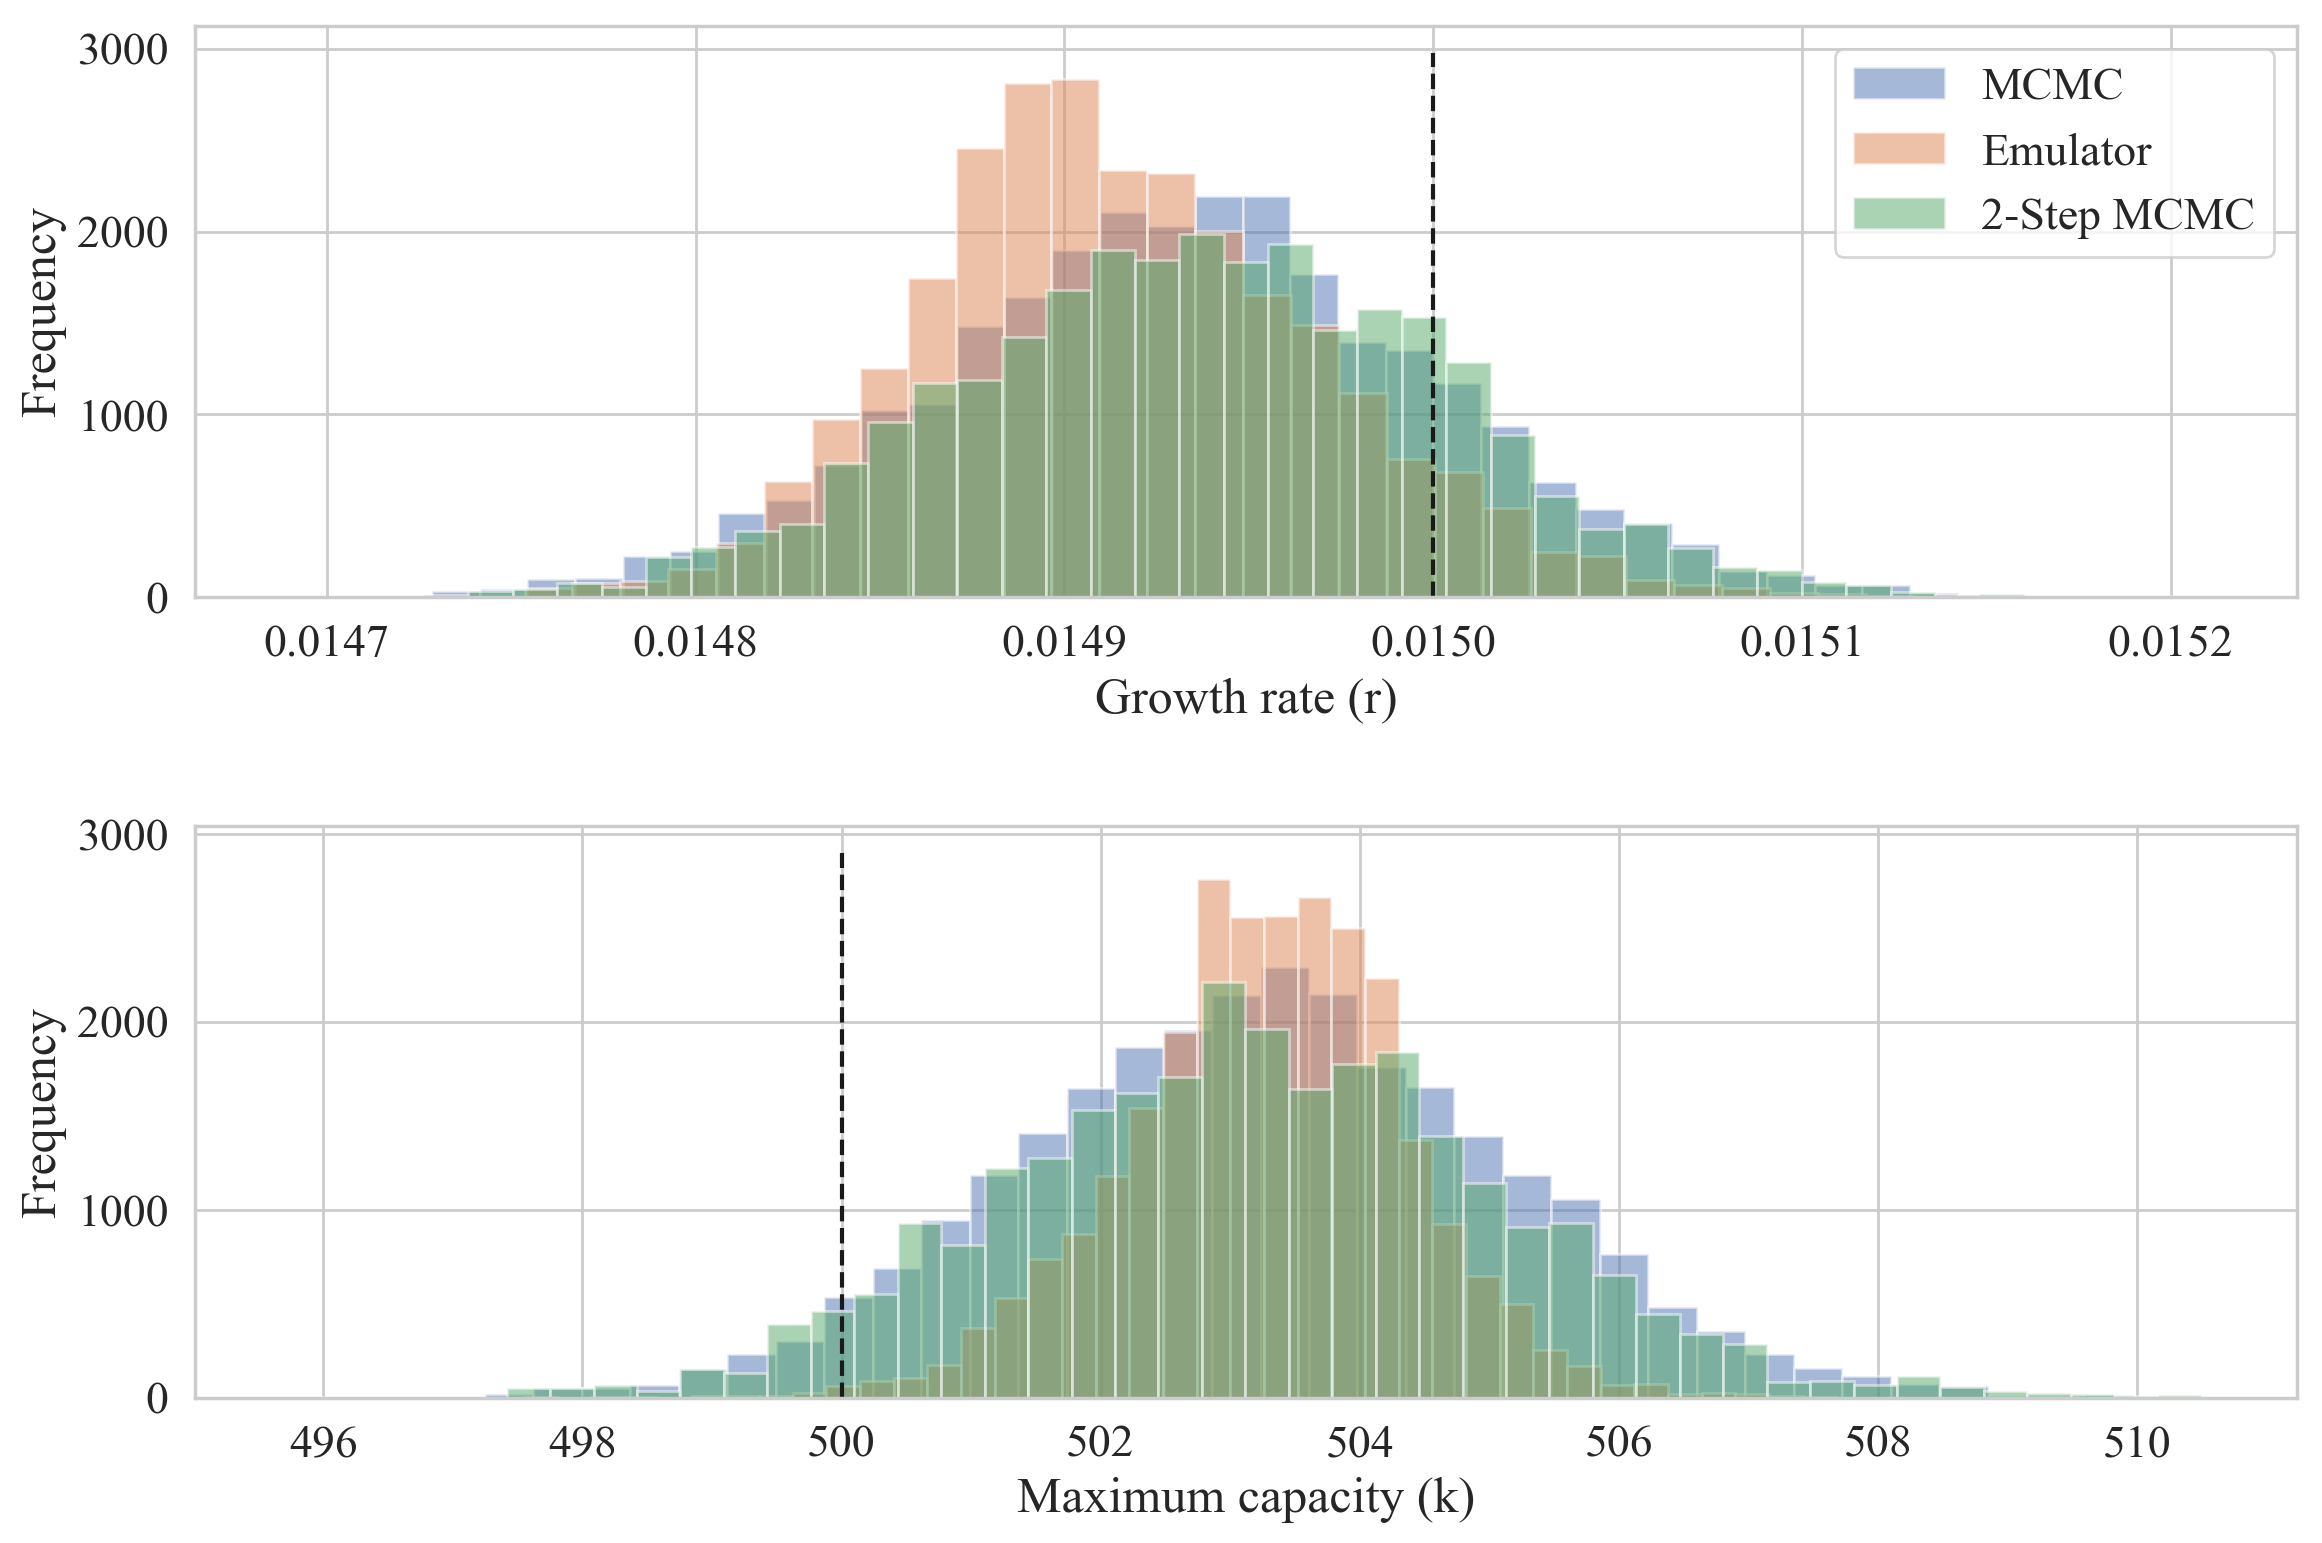 3000
2000
1000
0
Frequency
MCMC
Emulator
2-Step MCMC
0.0147 0.0148 0.0149 0.0150 0.0151 0.0152
Growth rate (r)
3000
2000
1000
0
Frequency
496 498 500 502 504 506 508 510
Maximum capacity (k)